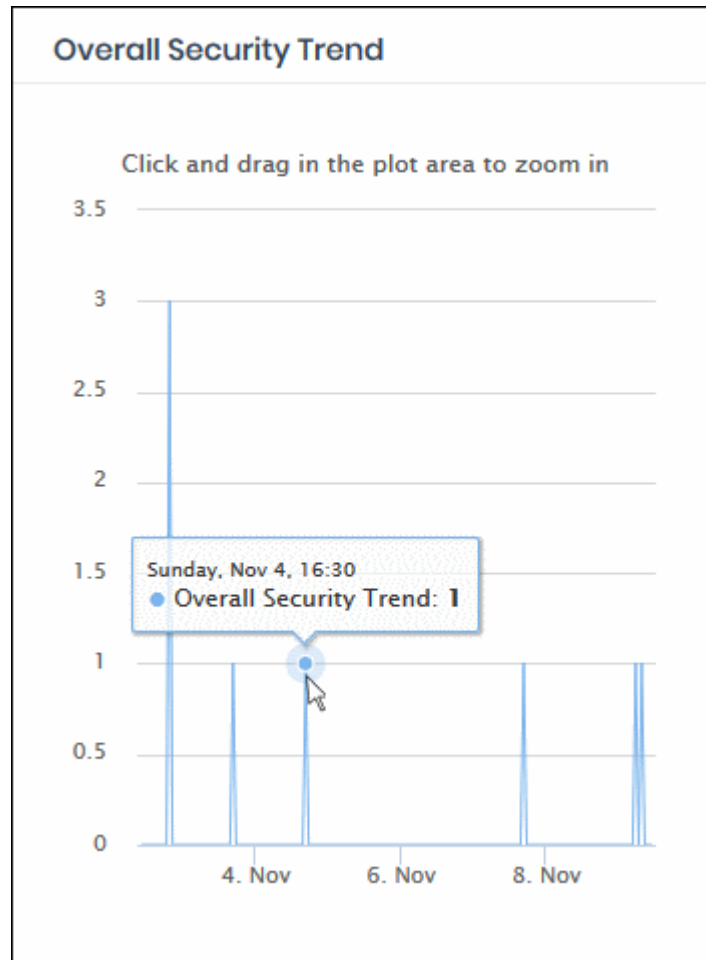 Overall Security Trend
Click and drag in the plot area to zoom in
3.5
3
2.5
2
1.5
Sunday, Nov 4, 16:30
Overall Security Trend: 1
1
0.5
0
4. Nov 6. Nov 8. Nov